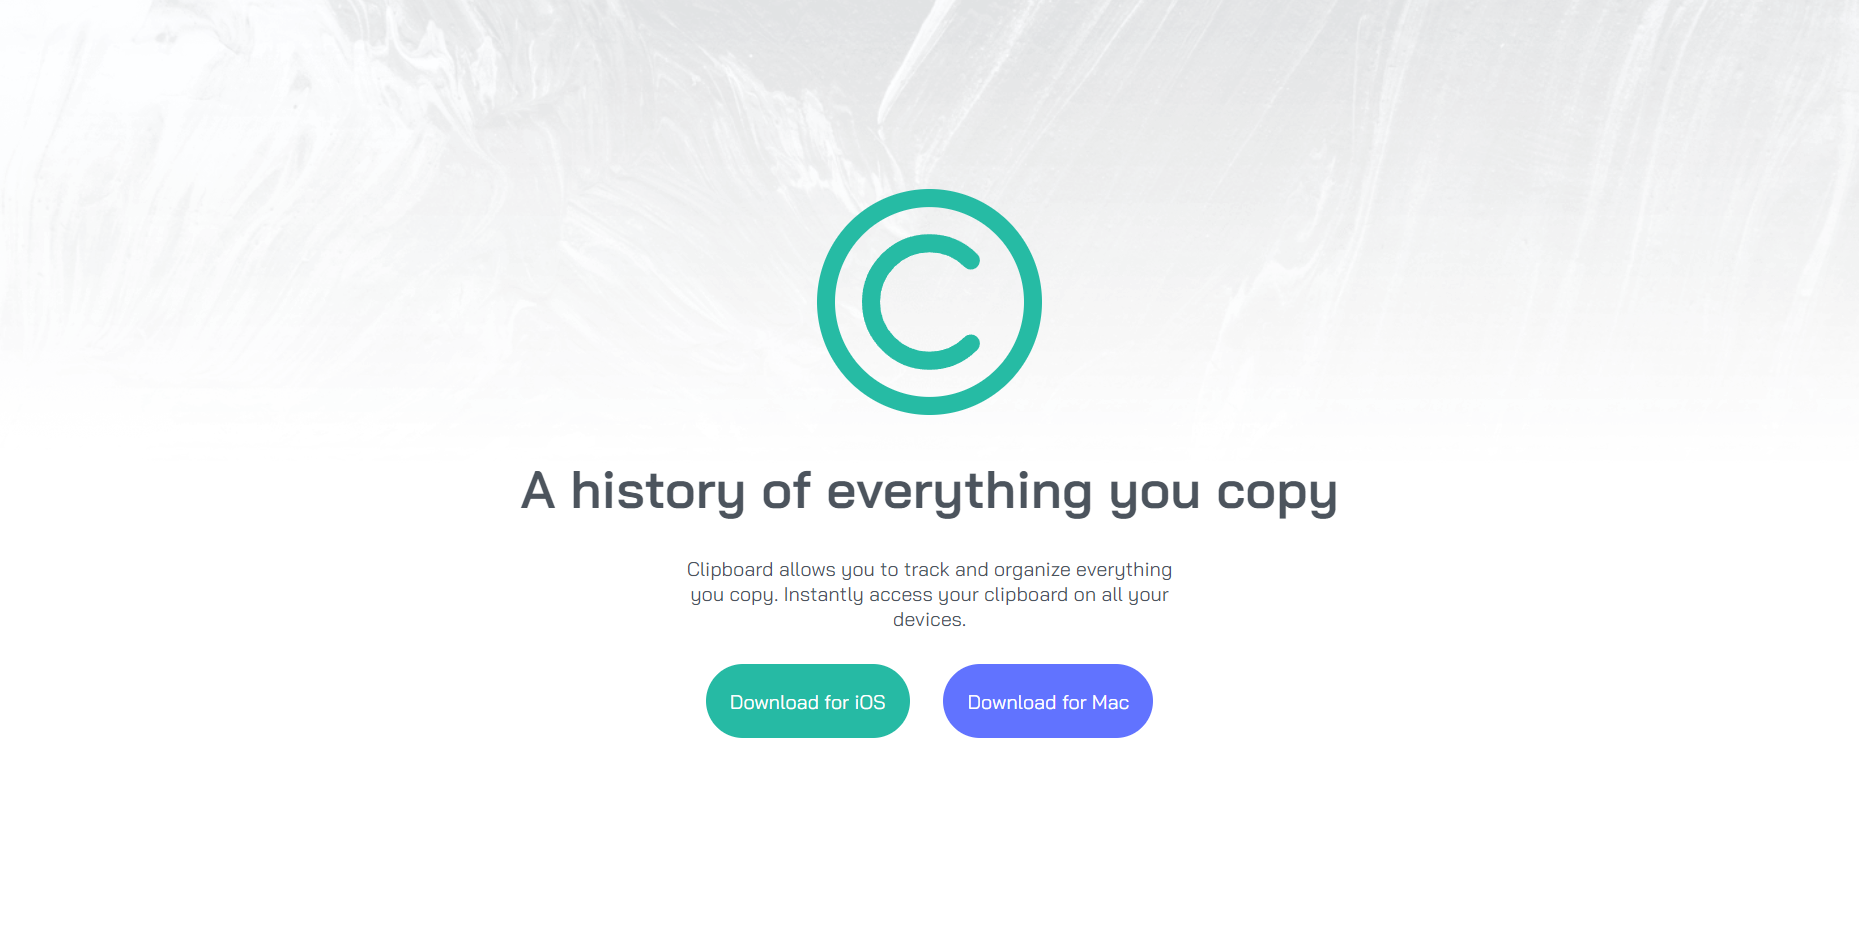 A history of everything you copy
Clipboard allows you to track and organize everything
you copy. Instantly access your clipboard on all your
devices.
Download for iOS
Download for Mac